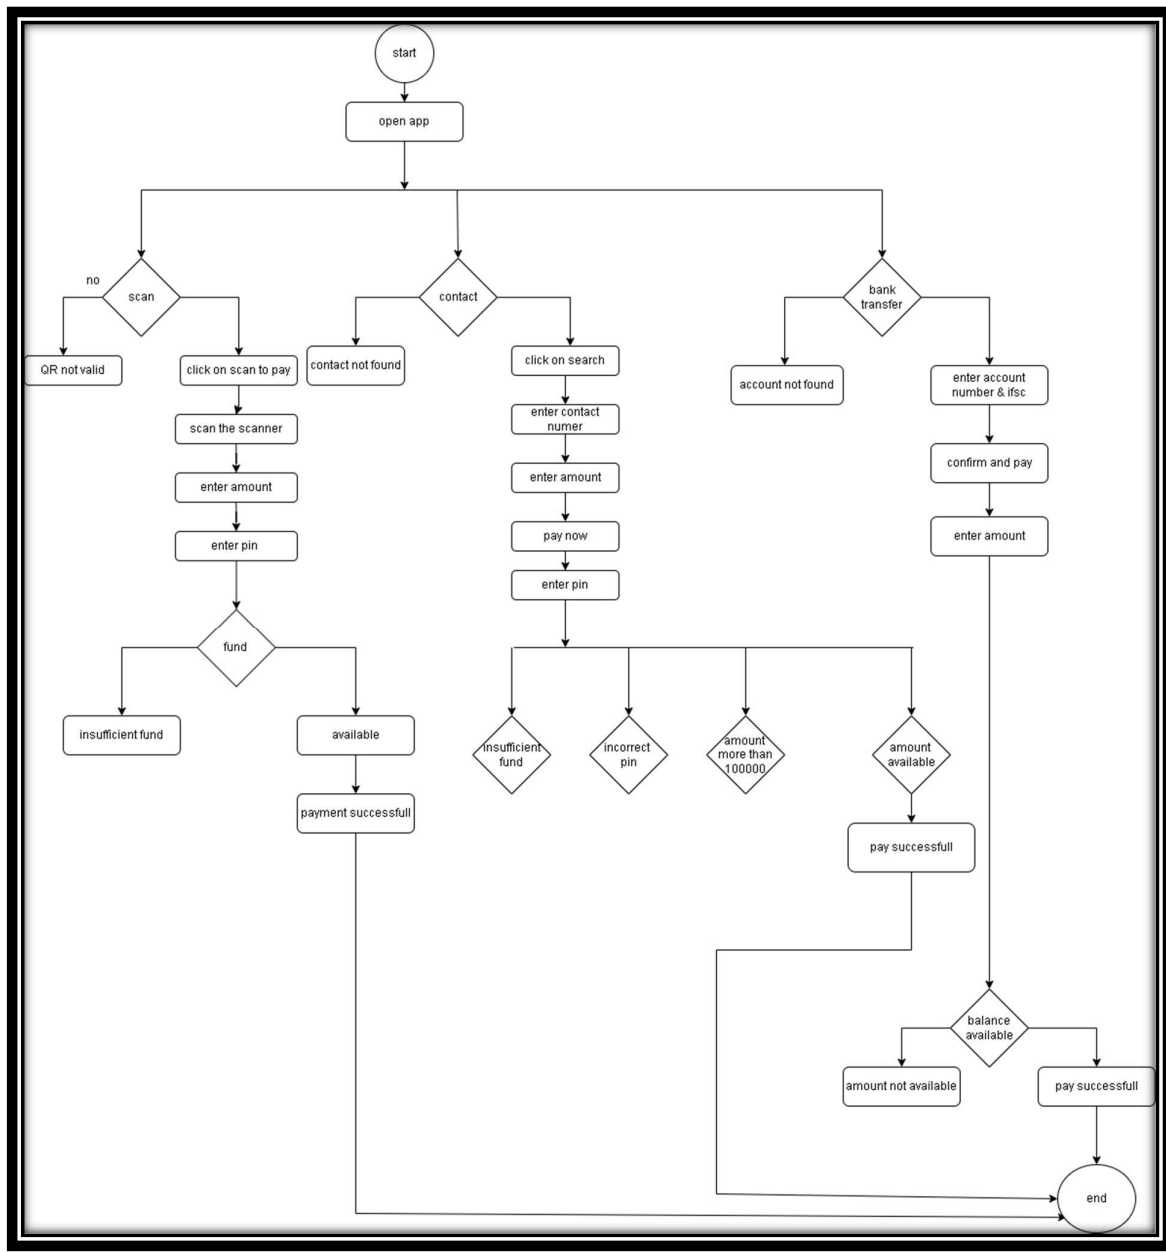 start
open app
no
scan
contact
bank
transfer
QR not valid
click on scan to pay
contact not found
click on search
account not found
enter account
number & ifsc
scan the scanner
enter contact
numer
confirm and pay
enter amount
enter amount
enter pin
pay now
enter amount
enter pin
fund
insufficient fund
available
insufficient
fund
incorrect
pin
amount
more than
100000
amount
available
payment successfull
pay successfull
balance
available
amount not available
pay successfull
end